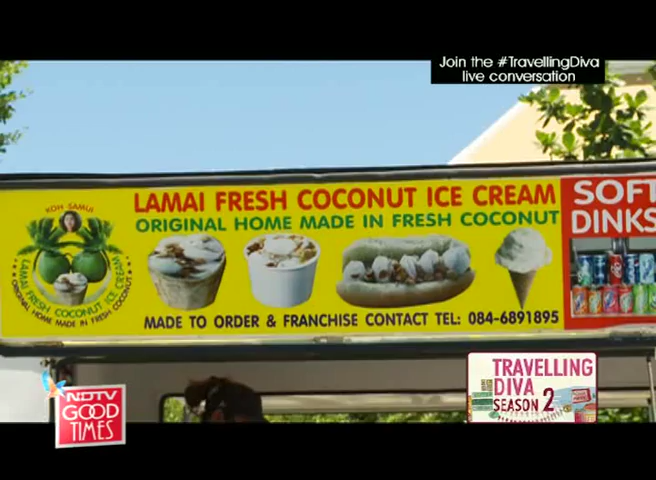 Join the #TravellingDiva
live conversation
LAMAI FRESH COCONUT ICE CREAM
ORIGINAL HOME MADE IN FRESH COCONUT
KOH SAMUI
LAMAI FRESH COCONUT ICE CREAM
ORIGINAL HOME MADE IN FRESH COCONUT
MADE TO ORDER & FRANCHISE CONTACT TEL: 084-6891895
SOFT
DINKS
NDTV
GOOD
TIMES
TRAVELLING
DIVA
SEASON 2